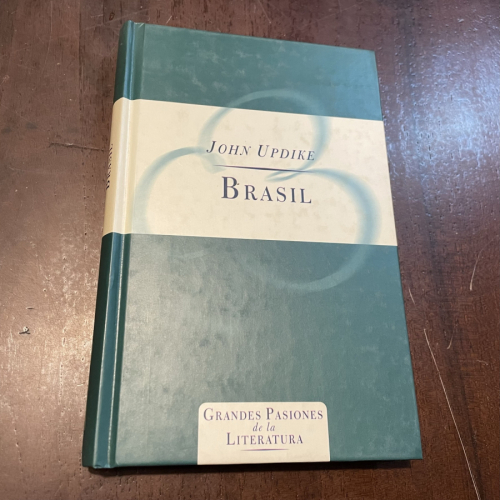 JOHN UPDIKE
BRASIL
GRANDES PASIONES
de la
LITERATURA